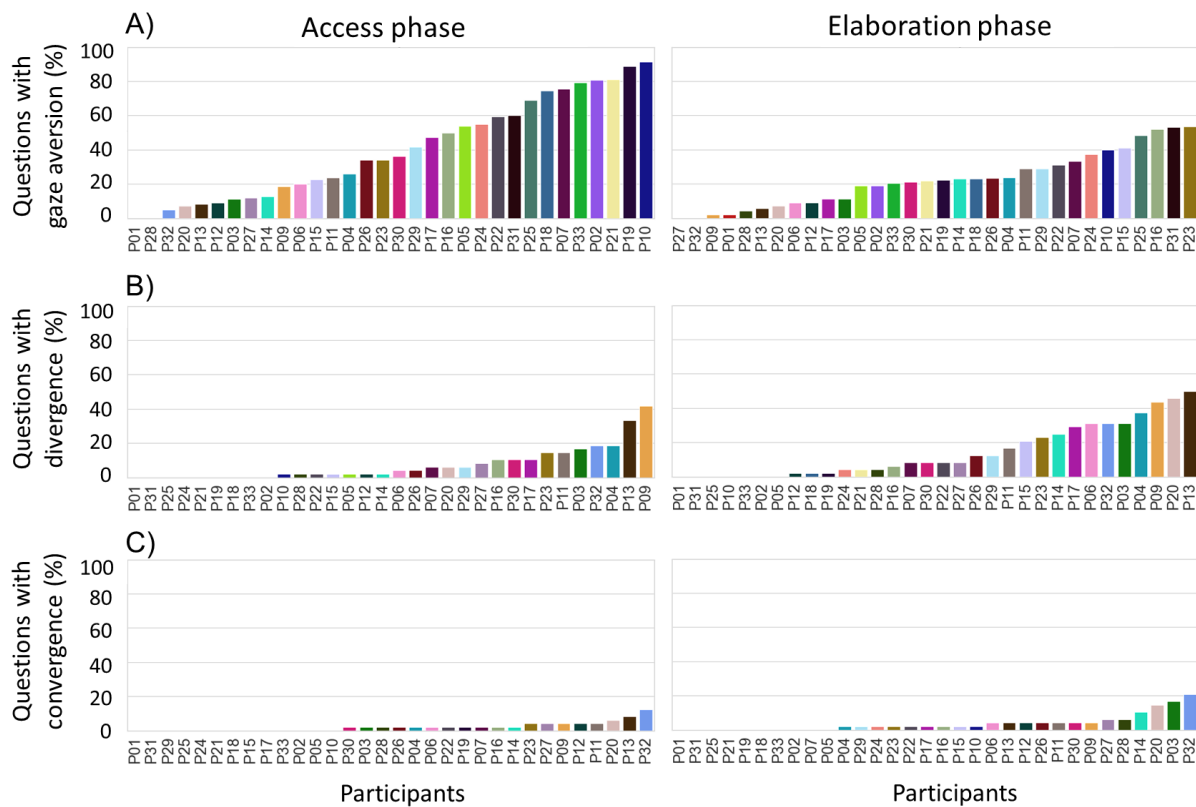 A)
Access phase
Elaboration phase
Questions with
gaze aversion (%)
100
80
60
40
20
0
P01 P28 P32 P20 P13 P12 P03 P27 P14 P09 P06 P15 P11 P04 P26 P23 P30 P29 P17 P16 P05 P24 P22 P31 P25 P18 P07 P33 P02 P21 P19 P10
P27 P32 P09 P01 P28 P13 P20 P06 P12 P17 P03 P05 P02 P33 P30 P21 P19 P14 P18 P26 P04 P11 P29 P22 P07 P24 P10 P15 P25 P16 P31 P23
B)
Questions with
divergence (%)
100
80
60
40
20
0
P01 P31 P25 P24 P21 P19 P18 P33 P02 P10 P28 P22 P15 P05 P12 P14 P06 P26 P07 P20 P29 P27 P16 P30 P17 P23 P11 P03 P32 P04 P13 P09
P01 P31 P25 P10 P33 P02 P05 P12 P18 P19 P24 P21 P28 P16 P07 P30 P22 P27 P26 P29 P11 P15 P23 P14 P17 P06 P32 P03 P04 P09 P20 P13
C)
Questions with
convergence (%)
100
80
60
40
20
0
P01 P31 P29 P25 P24 P21 P18 P15 P17 P33 P02 P05 P10 P30 P03 P28 P26 P04 P06 P22 P19 P07 P16 P14 P23 P27 P09 P12 P11 P20 P13 P32
P01 P31 P25 P21 P19 P18 P33 P02 P07 P05 P04 P29 P24 P23 P22 P17 P16 P15 P10 P06 P13 P12 P26 P11 P30 P09 P27 P28 P14 P20 P03 P32
Participants
Participants